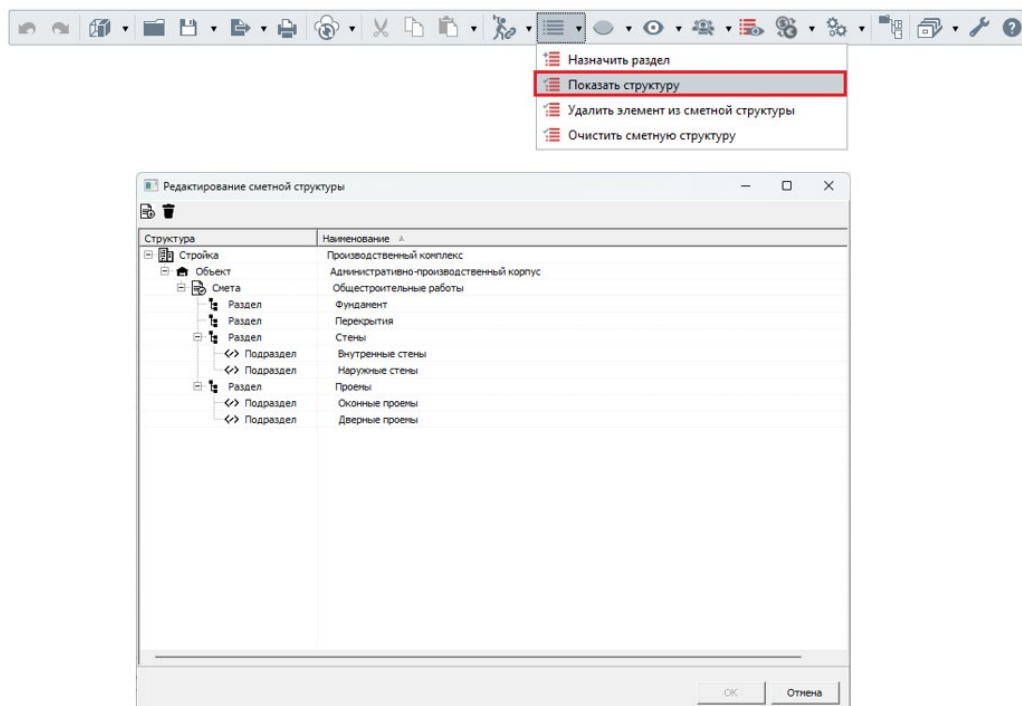 Назначить раздел
Показать структуру
Удалить элемент из сметной структуры
Очистить сметную структуру
Редактирование сметной структуры
Структура Наименование
Стройка Производственный комплекс
Объект Административно-производственный корпус
Смета Общестроительные работы
Раздел Фундамент
Раздел Перекрытия
Раздел Стены
Подраздел Внутренные стены
Подраздел Наружные стены
Раздел Проемы
Подраздел Оконные проемы
Подраздел Дверные проемы
OK Отмена